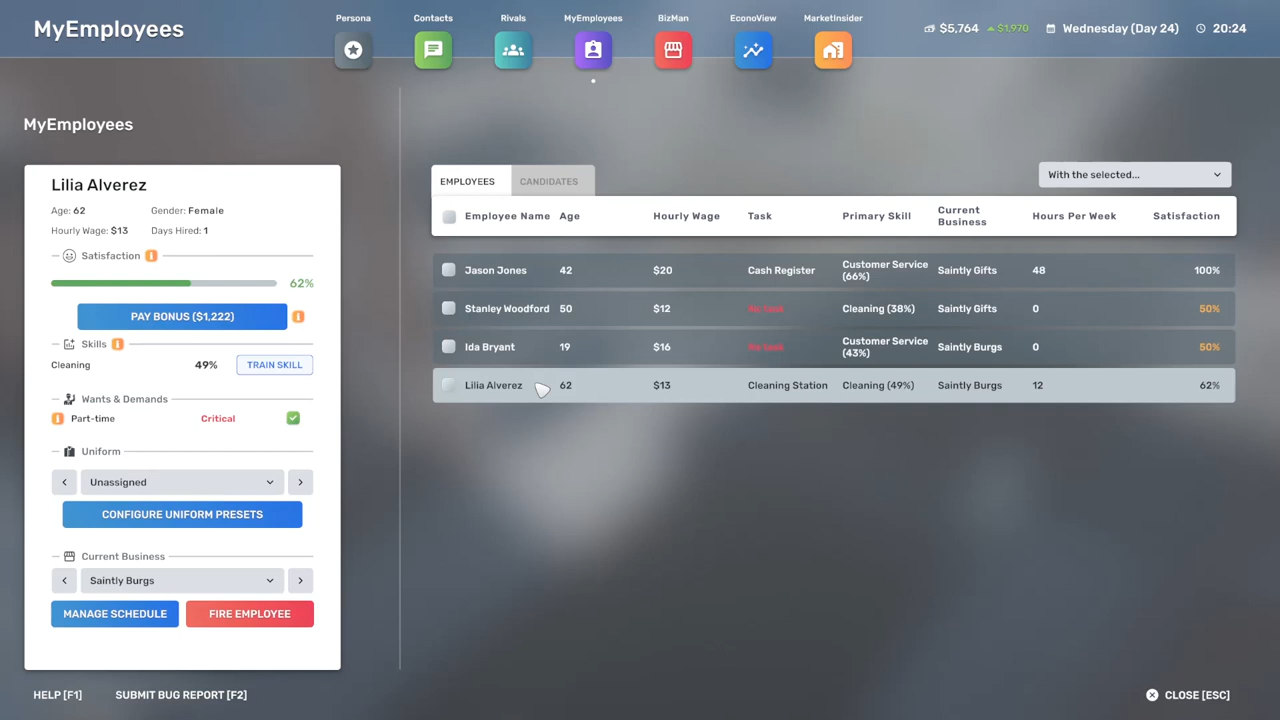 MyEmployees
Persona
Contacts
Rivals
MyEmployees
BizMan
EconoView
MarketInsider
$5,764
$1,970
Wednesday (Day 24)
20:24
MyEmployees
Lilia Alverez
Age: 62
Gender: Female
Hourly Wage: $13
Days Hired: 1
Satisfaction
62%
PAY BONUS ($1,222)
Skills
Cleaning
49%
TRAIN SKILL
Wants & Demands
Part-time
Critical
Uniform
Unassigned
CONFIGURE UNIFORM PRESETS
Current Business
Saintly Burgs
MANAGE SCHEDULE
FIRE EMPLOYEE
EMPLOYEES
CANDIDATES
With the selected...
Employee Name
Age
Hourly Wage
Task
Primary Skill
Current
Business
Hours Per Week
Satisfaction
Jason Jones
42
$20
Cash Register
Customer Service
(66%)
Saintly Gifts
48
100%
Stanley Woodford
50
$12
No task
Cleaning (38%)
Saintly Gifts
0
50%
Ida Bryant
19
$16
No task
Customer Service
(43%)
Saintly Burgs
0
50%
Lilia Alverez
62
$13
Cleaning Station
Cleaning (49%)
Saintly Burgs
12
62%
HELP [F1]
SUBMIT BUG REPORT [F2]
CLOSE [ESC]